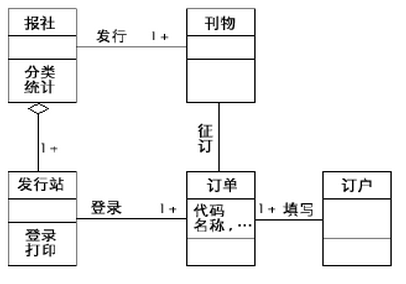 报社
发行 1+
刊物
分类
统计
征
订
1+
发行站
登录 1+
订单
1+ 填写
订户
代码
名称，…
登录
打印